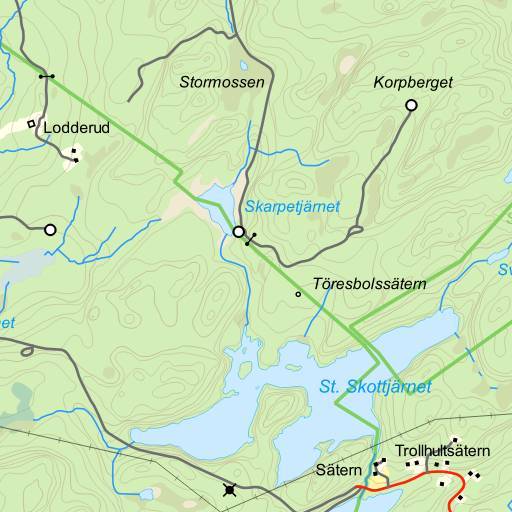 Stormossen
Korpberget
Lodderud
Skarpetjärnet
Töresbolssätern
St. Skottjärnet
Trollhultsätern
Sätern